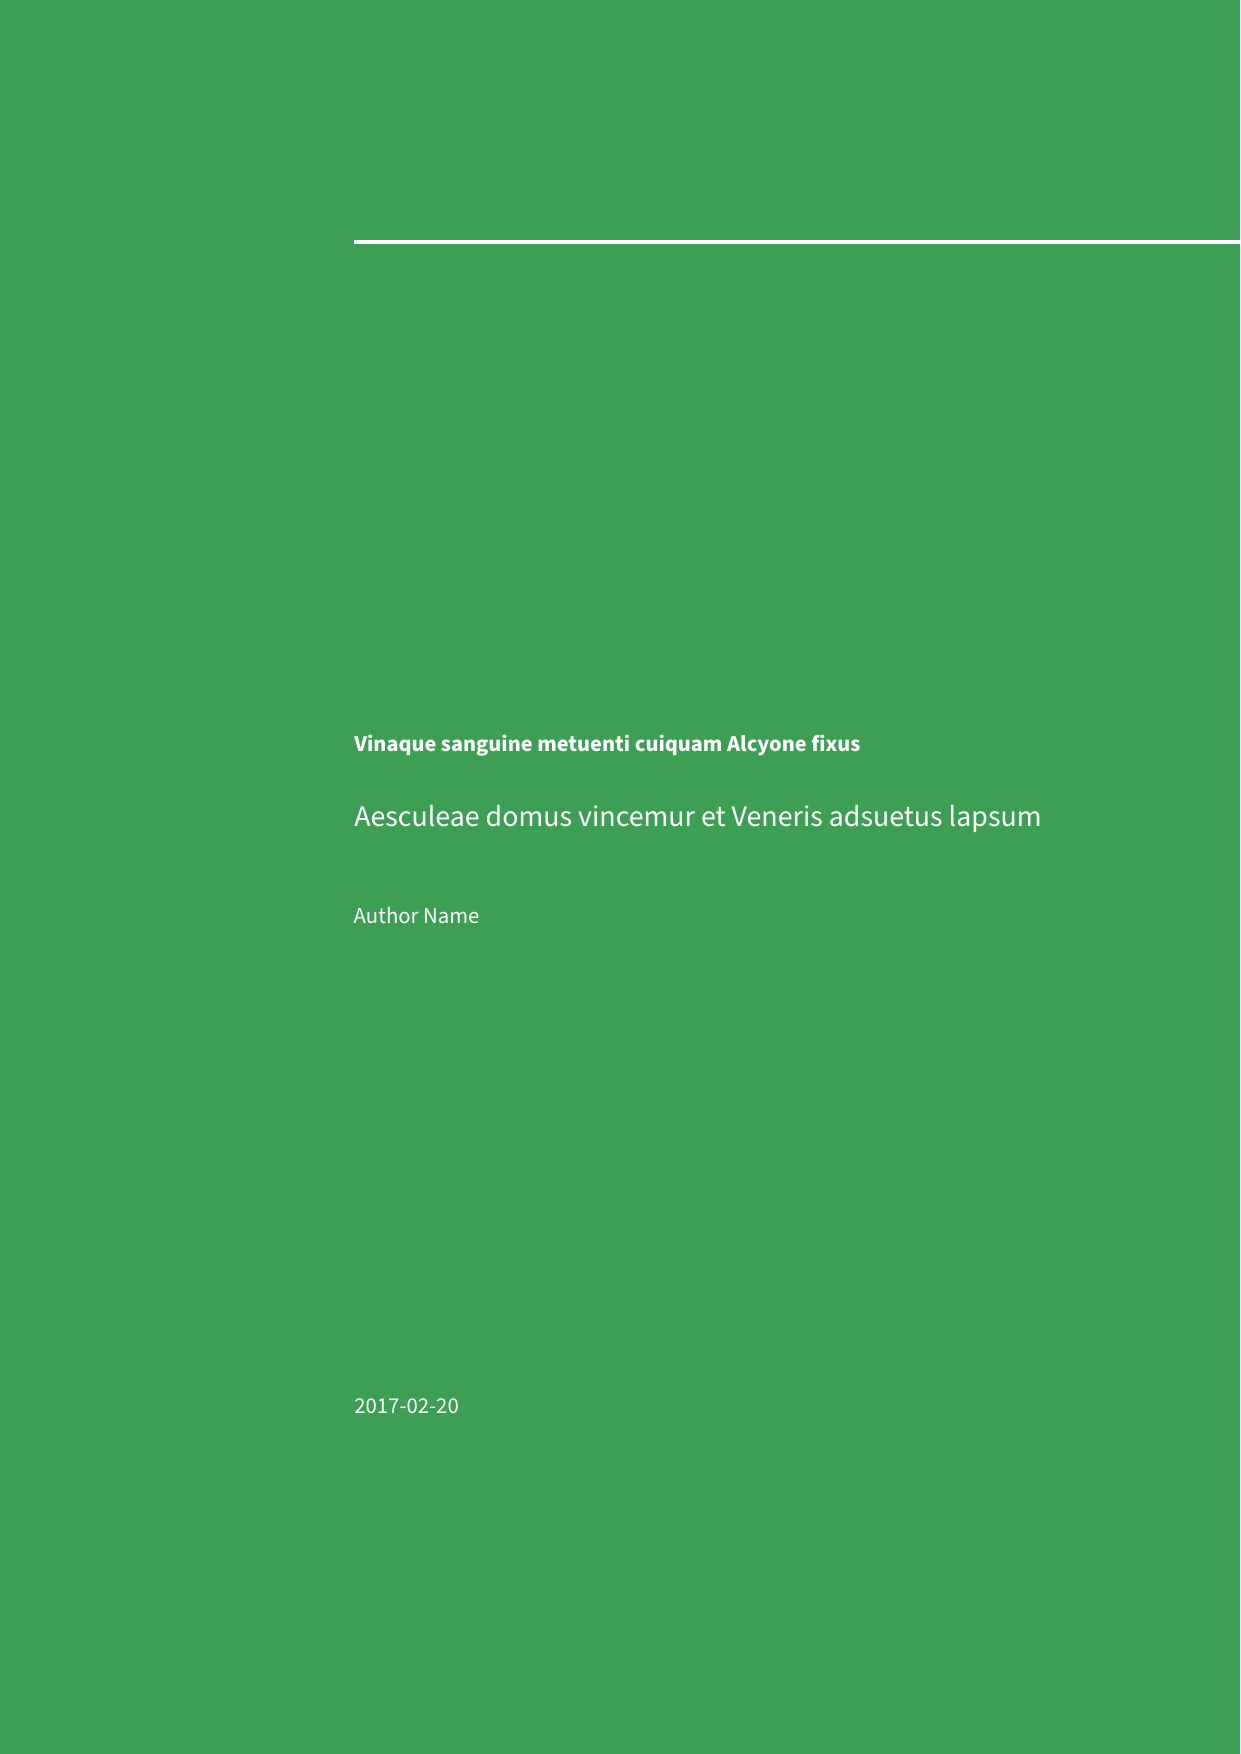 Vinaque sanguine metuenti cuiquam Alcyone fixus
Aesculeae domus vincemur et Veneris adsuetus lapsum
Author Name
2017-02-20